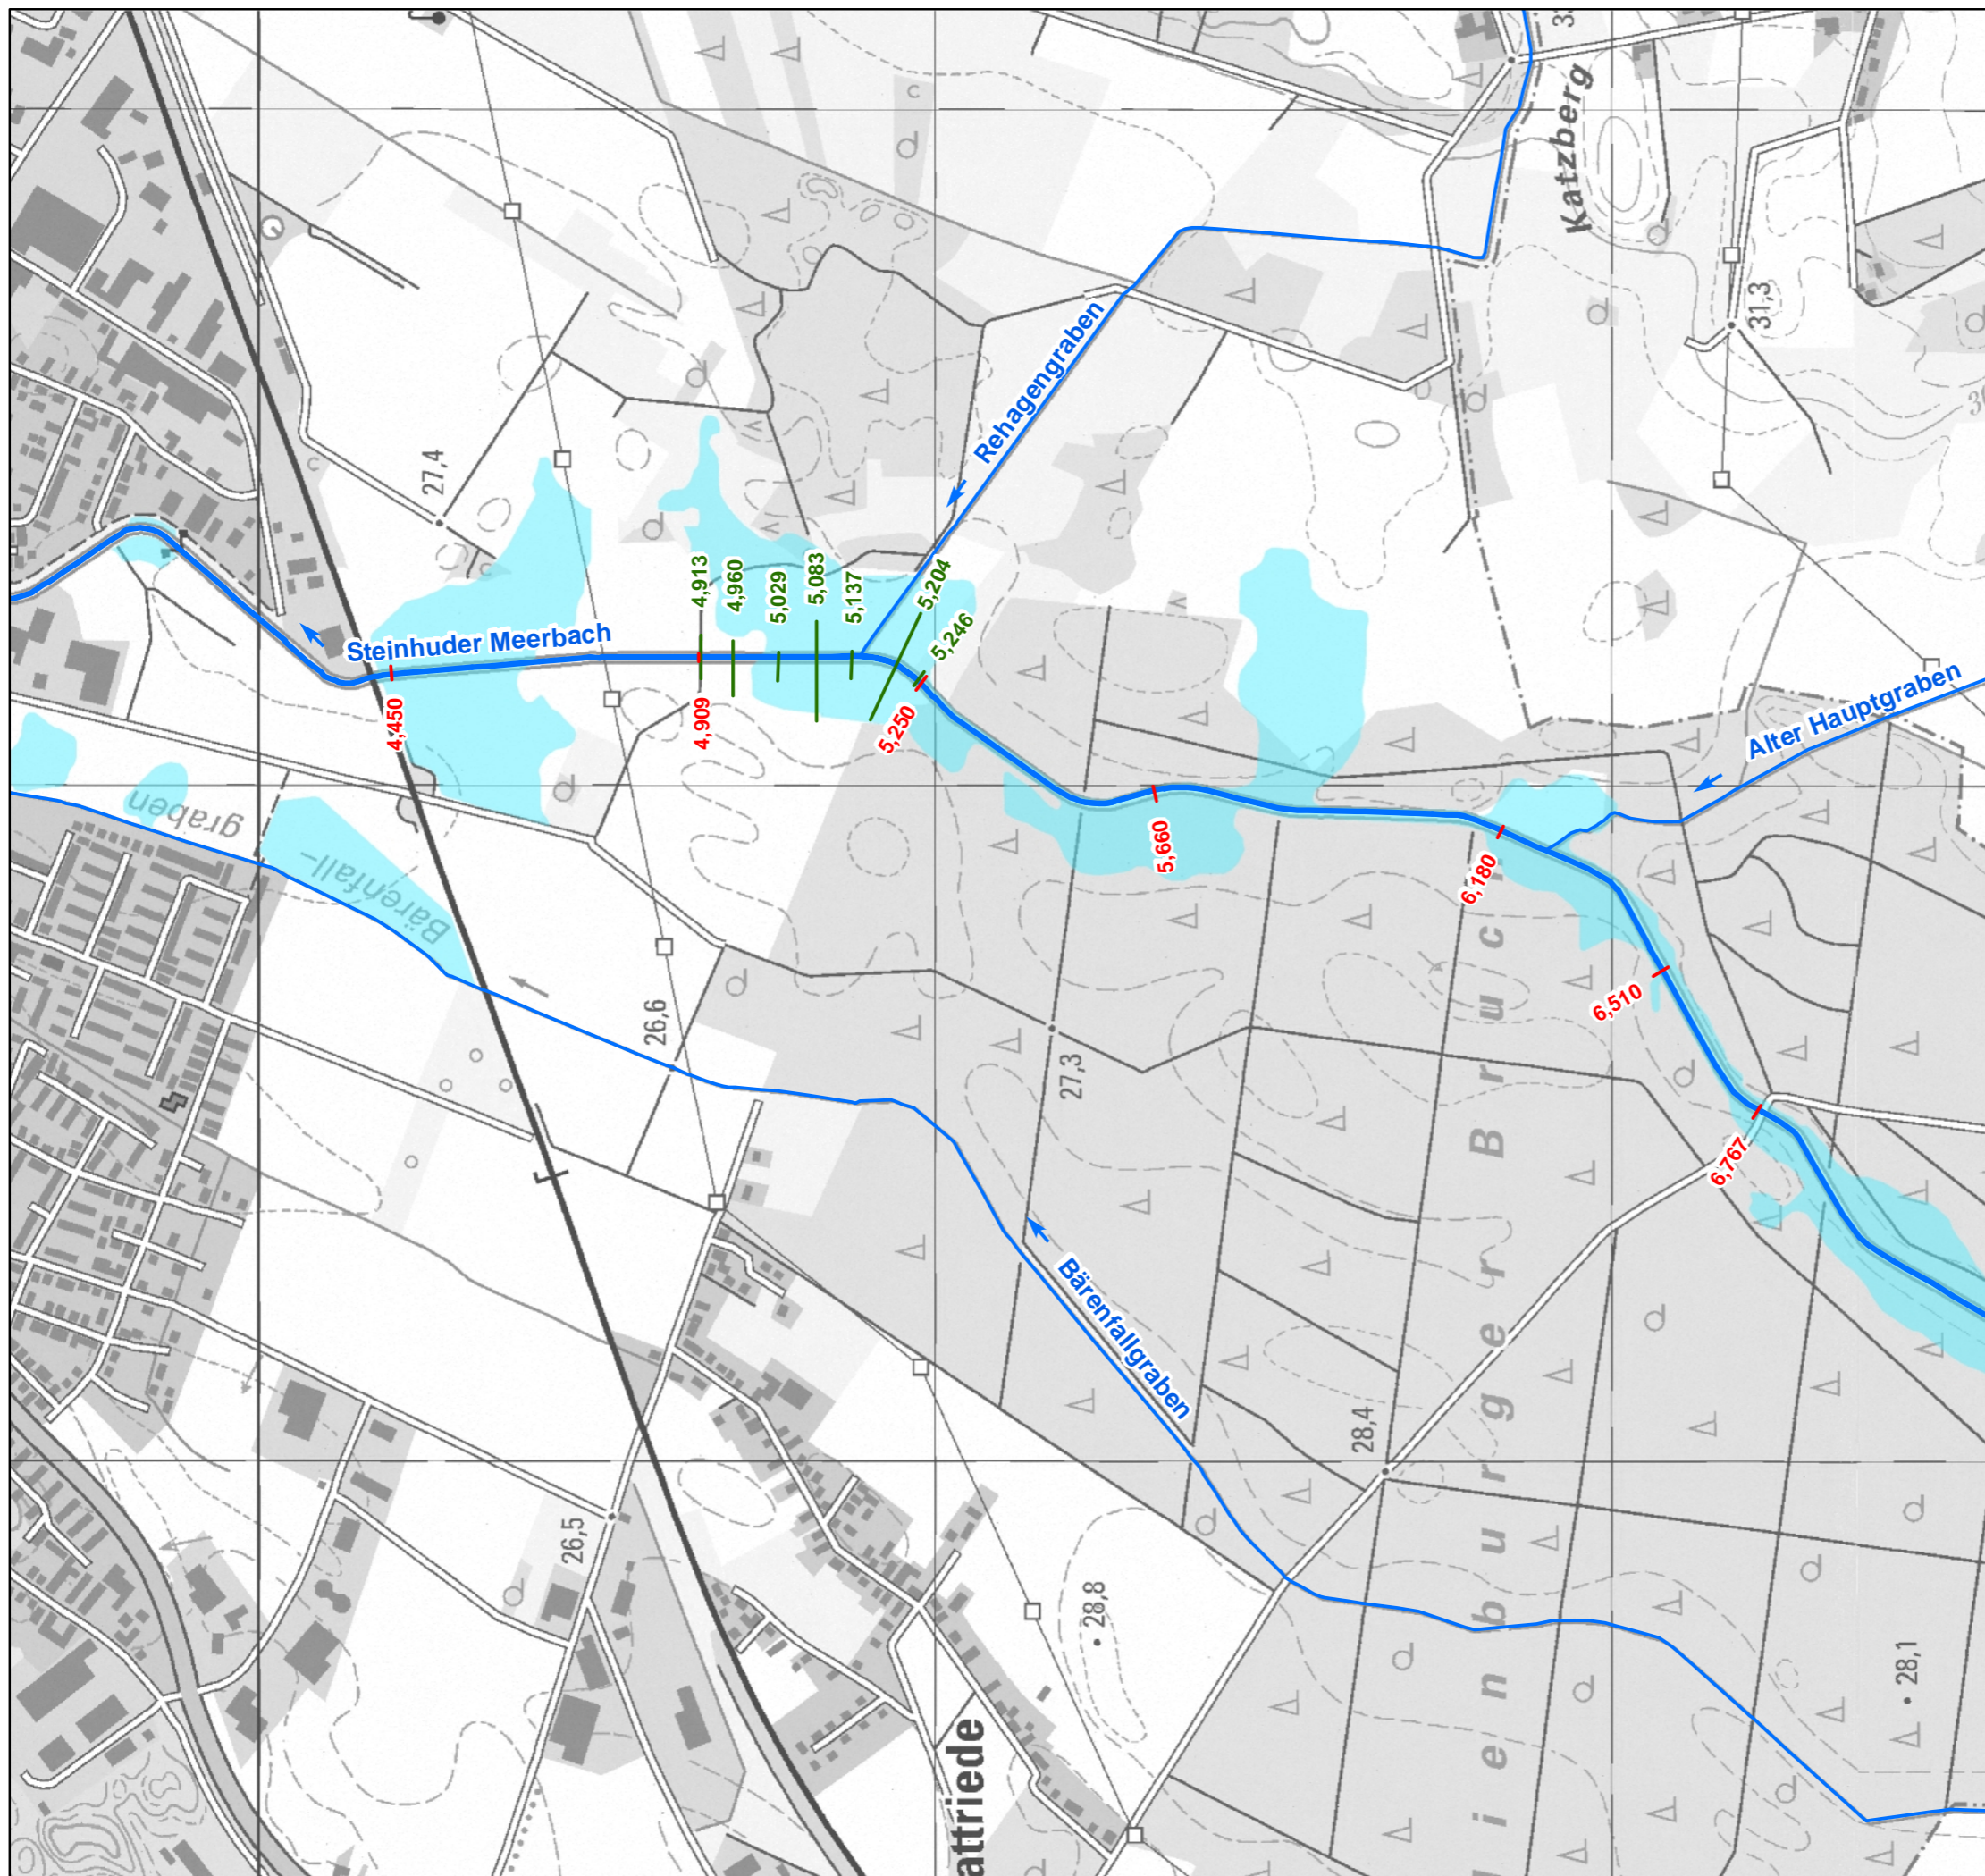 Katzberg
31,3
Rehagengraben
27,4
4,913
4,960
5,029
5,083
5,137
5,204
5,246
Steinhuder Meerbach
4,450
4,909
5,250
Alter Hauptgraben
5,660
6,180
graben
Bärenfall–
6,510
26,6
27,3
6,767
Bärenfallgraben
28,4
26,5
28,8
28,1
attriede
i e n b u r g e r B r u c